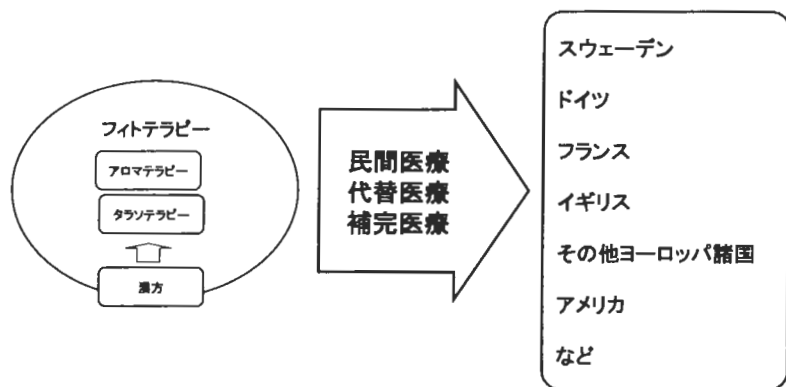 フィトテラピー
アロマテラピー
タラソテラピー
漢方
民間医療
代替医療
補完医療
スウェーデン
ドイツ
フランス
イギリス
その他ヨーロッパ諸国
アメリカ
など